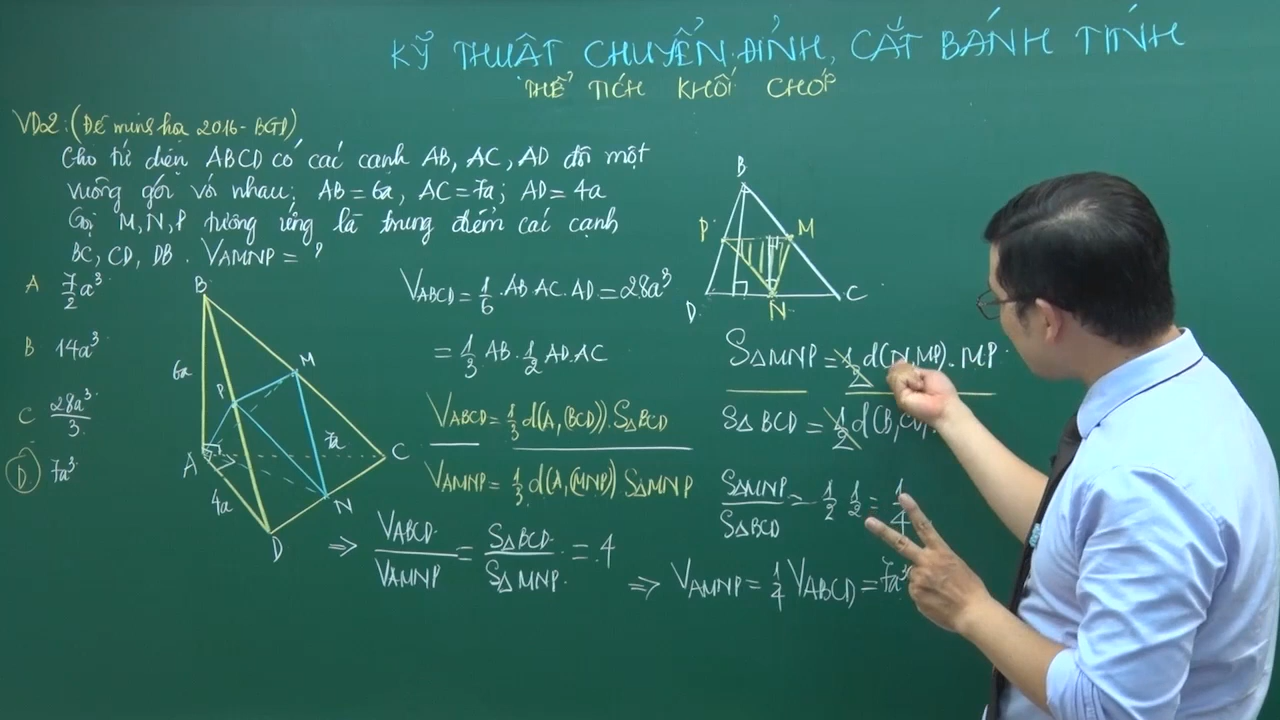 KỸ THUẬT CHUYỂN ĐỈNH, CẮT BÁNH TINH
THỂ TÍCH KHỐI CHÓP
VD2: (Đề minh họa 2016 - BGD)
Cho tứ diện ABCD có các cạnh AB, AC, AD đôi một
vuông góc với nhau; AB = 6a, AC = 7a; AD = 4a
Gọi M, N, P tương ứng là trung điểm các cạnh
BC, CD, DB. VAMNP = ?
A 7/2 a³
B 14a³
C 28a³/3
D. 7a³
B
6a
M
P
7a
A
C
4a
N
D
VABCD = 1/6 . AB AC. AD = 28a³
= 1/3 AB . 1/2 AD.AC
VABCD = 1/3 d(A,(BCD)). SΔBCD
VAMNP = 1/3 d(A,(MNP)) SΔMNP
=> VABCD/VAMNP = SΔBCD/SΔMNP = 4
B
P
M
D
N
C
SΔMNP = 1/2 d(N,MP). MP
SΔBCD = 1/2 d(B,
SΔMNP/SΔBCD = 1/2 1/2 = 1/4
=> VAMNP = 1/4 VABCD = 7a³